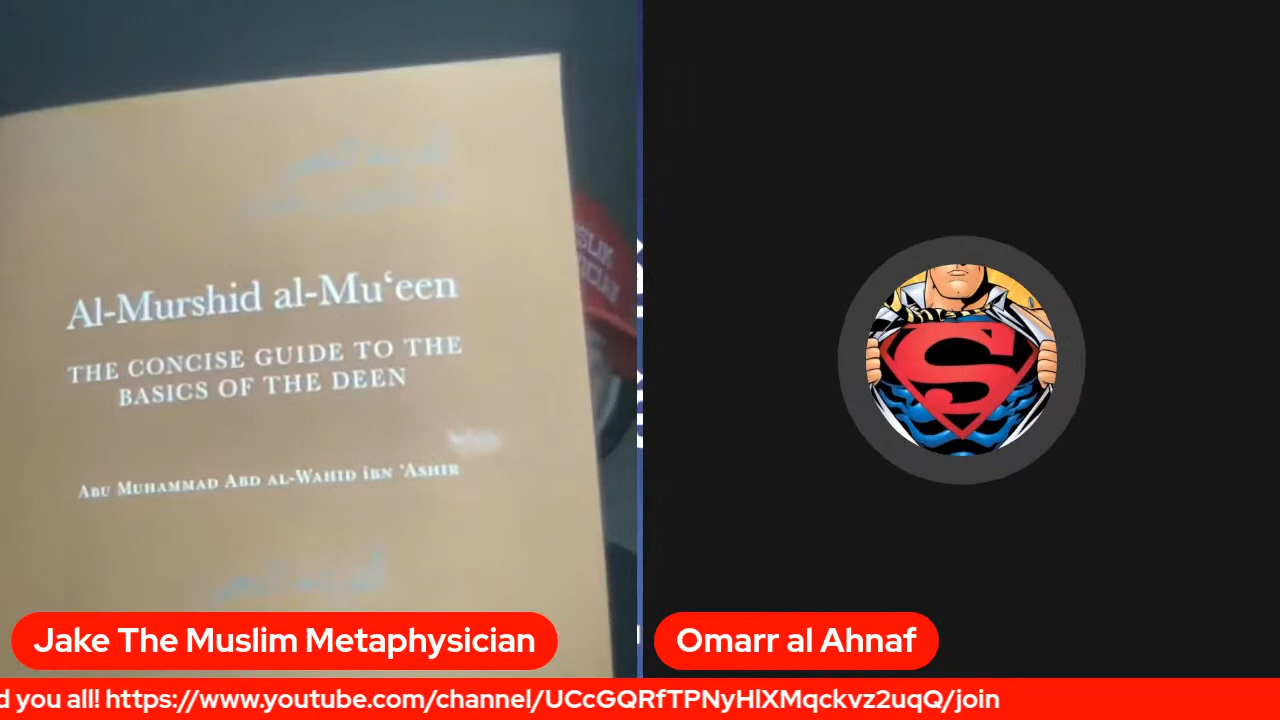 Al-Murshid al-Mu‘een
THE CONCISE GUIDE TO THE
BASICS OF THE DEEN
ABU MUHAMMAD ABD AL-WAHID IBN ‘ASHIR
Jake The Muslim Metaphysician
S
Omarr al Ahnaf
d you all! https://www.youtube.com/channel/UCcGQRfTPNyHlXMqckvz2uqQ/join